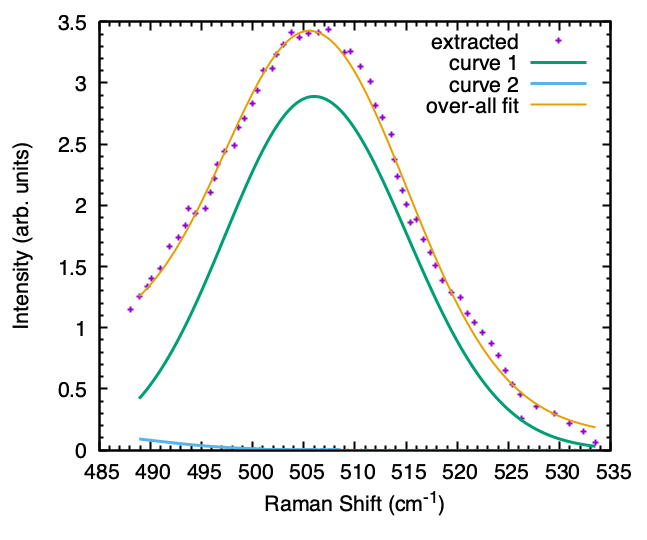 3.5
3
2.5
2
1.5
1
0.5
0
Intensity (arb. units)
extracted
curve 1
curve 2
over-all fit
485 490 495 500 505 510 515 520 525 530 535
Raman Shift (cm⁻¹)